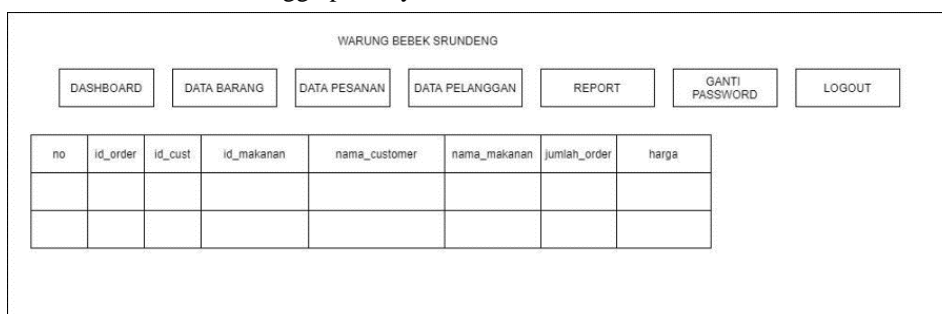 WARUNG BEBEK SRUNDENG
DASHBOARD DATA BARANG DATA PESANAN DATA PELANGGAN REPORT GANTI PASSWORD LOGOUT
no id_order id_cust id_makanan nama_customer nama_makanan jumlah_order harga